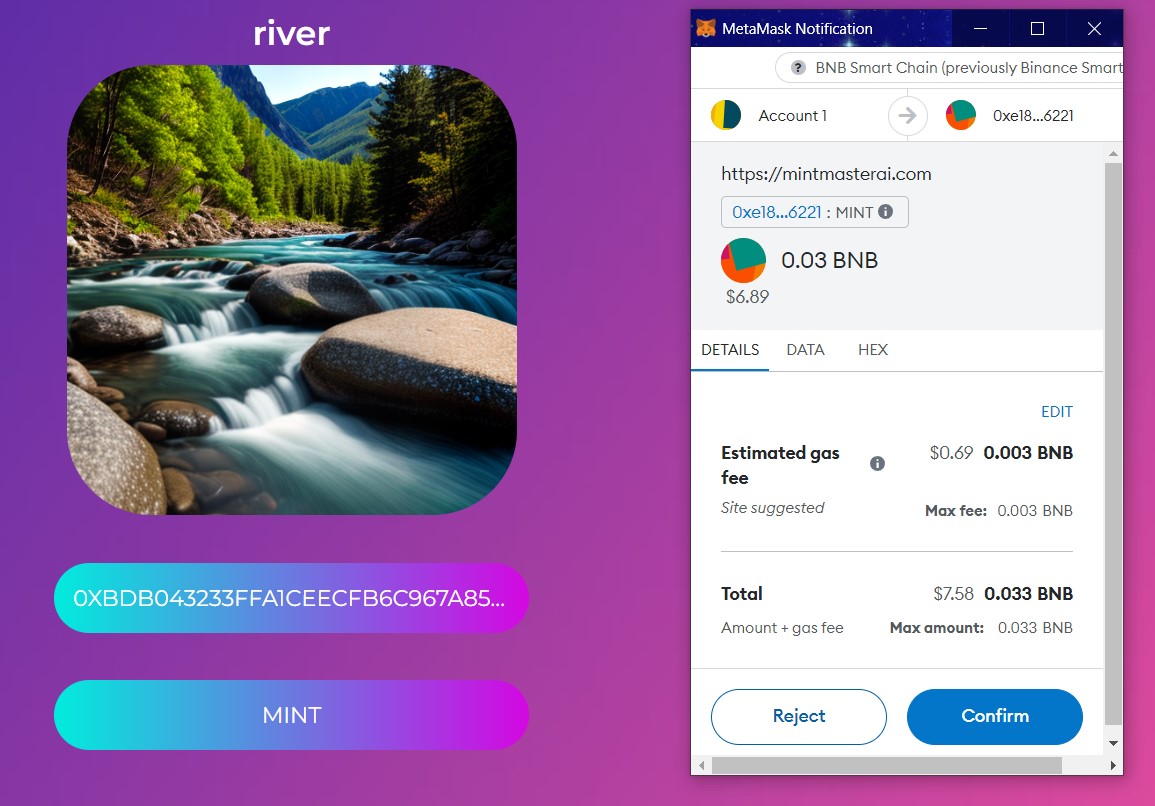 river
0XBDB043233FFA1CEECFB6C967A85...
MINT
MetaMask Notification
? BNB Smart Chain (previously Binance Smart
Account 1 0xe18...6221
https://mintmasterai.com
0xe18...6221 : MINT
0.03 BNB
$6.89
DETAILS DATA HEX
EDIT
Estimated gas $0.69 0.003 BNB
fee
Site suggested Max fee: 0.003 BNB
Total $7.58 0.033 BNB
Amount + gas fee Max amount: 0.033 BNB
Reject Confirm